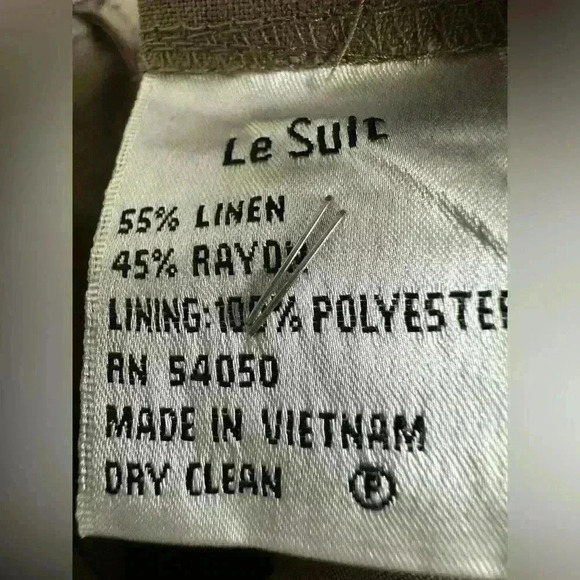 Le Suit
55% LINEN
45% RAYON
LINING: 100% POLYESTER
RN 54050
MADE IN VIETNAM
DRY CLEAN Ⓟ